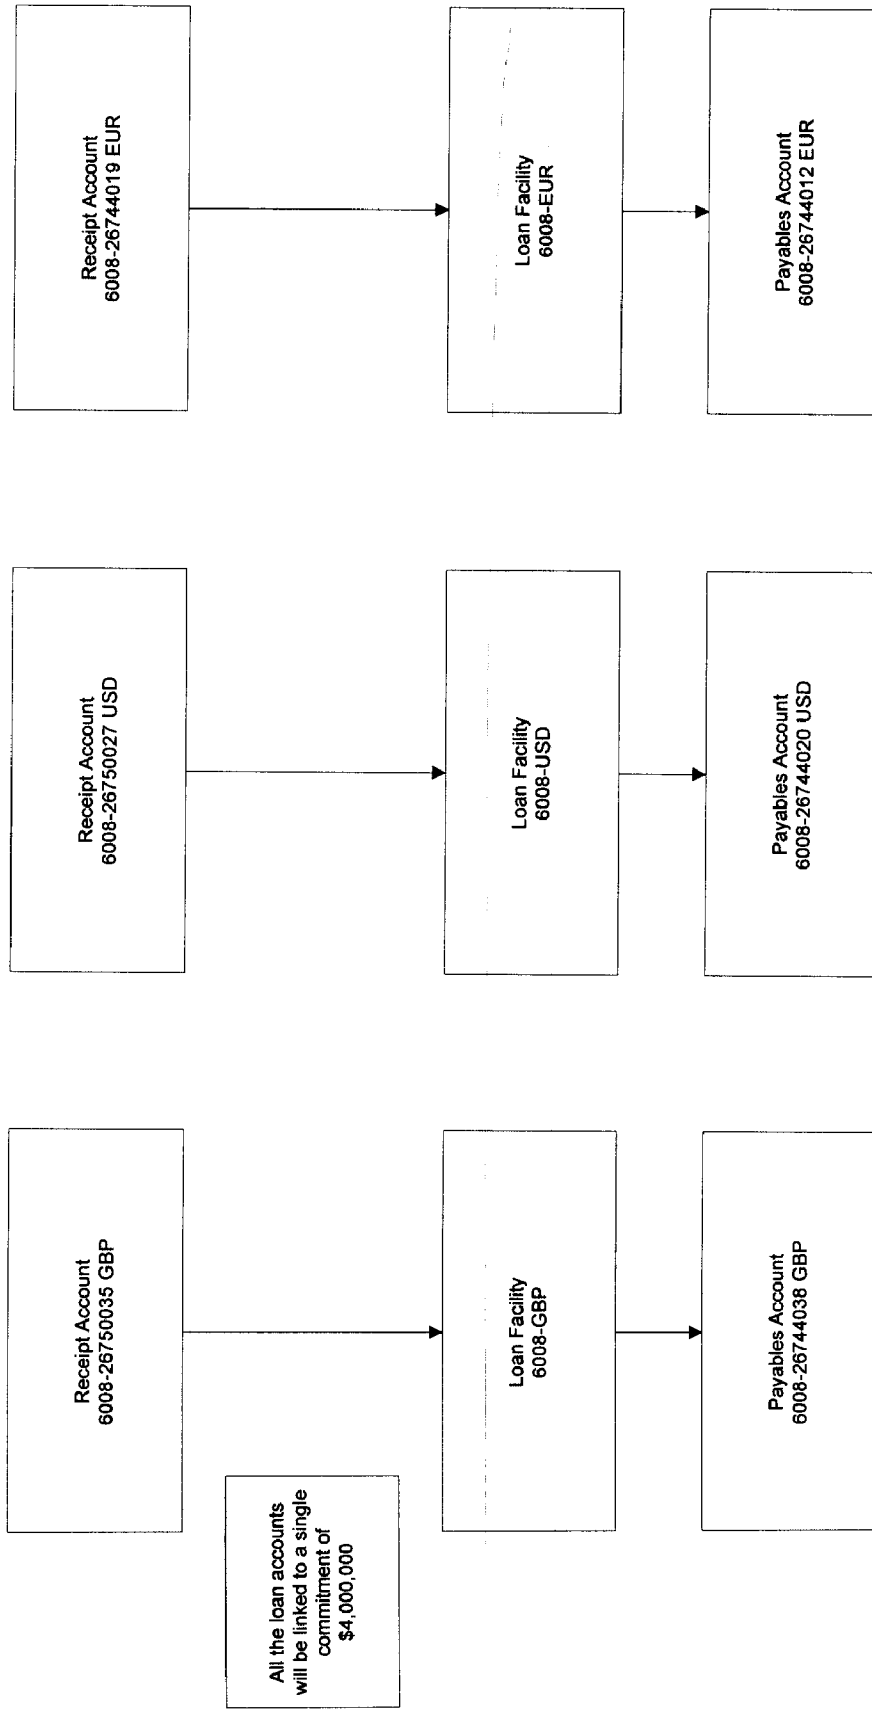 Receipt Account
6008-26750035 GBP
Receipt Account
6008-26750027 USD
Receipt Account
6008-26744019 EUR
All the loan accounts
will be linked to a single
commitment of
$4,000,000
Loan Facility
6008-GBP
Loan Facility
6008-USD
Loan Facility
6008-EUR
Payables Account
6008-26744038 GBP
Payables Account
6008-26744020 USD
Payables Account
6008-26744012 EUR